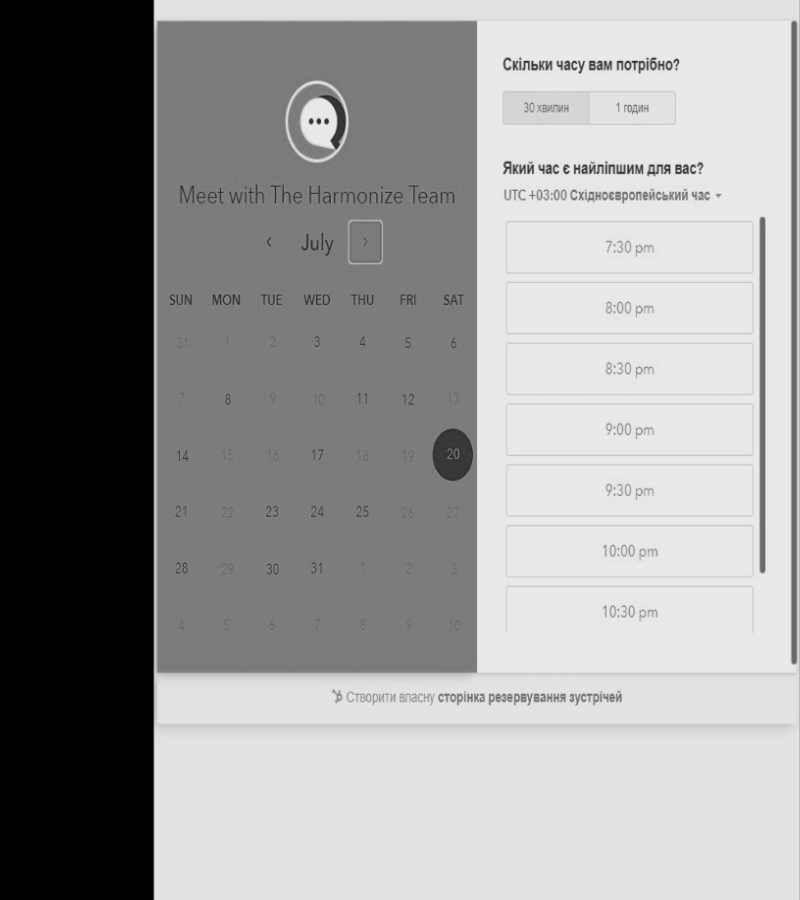 Meet with The Harmonize Team
‹ July ›
SUN MON TUE WED THU FRI SAT
31 1 2 3 4 5 6
7 8 9 10 11 12 13
14 15 16 17 18 19 20
21 22 23 24 25 26 27
28 29 30 31 1 2 3
4 5 6 7 8 9 10
Скільки часу вам потрібно?
30 хвилин 1 годин
Який час є найліпшим для вас?
UTC +03:00 Східноєвропейський час
7:30 pm
8:00 pm
8:30 pm
9:00 pm
9:30 pm
10:00 pm
10:30 pm
Створити власну сторінка резервування зустрічей